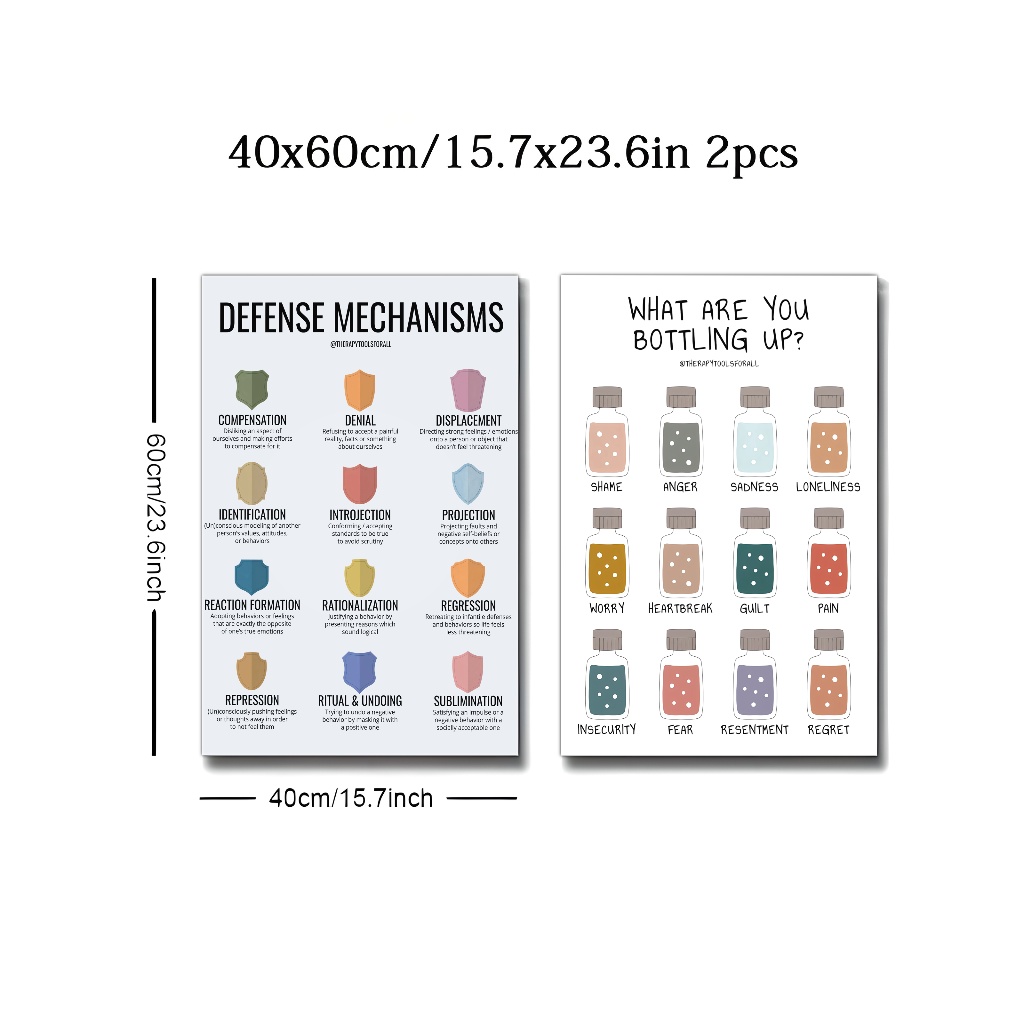 40x60cm/15.7x23.6in 2pcs
60cm/23.6inch
DEFENSE MECHANISMS
@THERAPYTOOLSFORALL
COMPENSATION
Disliking an aspect of
ourselves and making efforts
to compensate for it
DENIAL
Refusing to accept a painful
reality, facts or something
about ourselves
DISPLACEMENT
Directing strong feelings / emotions
onto a person or object that
doesn't feel threatening
IDENTIFICATION
(Un)conscious modeling of another
person's values, attitudes
or behaviors
INTROJECTION
Conforming / accepting
standards to be true
to avoid scrutiny
PROJECTION
Projecting faults and
negative self-beliefs or
concepts onto others
REACTION FORMATION
Adopting behaviors or feelings
that are exactly the opposite
of one's true emotions
RATIONALIZATION
Justifying a behavior by
presenting reasons which
sound logical
REGRESSION
Retreating to infantile defenses
and behaviors so life feels
less threatening
REPRESSION
(Un)consciously pushing feelings
or thoughts away in order
to not feel them
RITUAL & UNDOING
Trying to undo a negative
behavior by masking it with
a positive one
SUBLIMINATION
Satisfying an impulse or a
negative behavior with a
socially acceptable one
40cm/15.7inch
WHAT ARE YOU
BOTTLING UP?
@THERAPYTOOLSFORALL
SHAME
ANGER
SADNESS
LONELINESS
WORRY
HEARTBREAK
GUILT
PAIN
INSECURITY
FEAR
RESENTMENT
REGRET